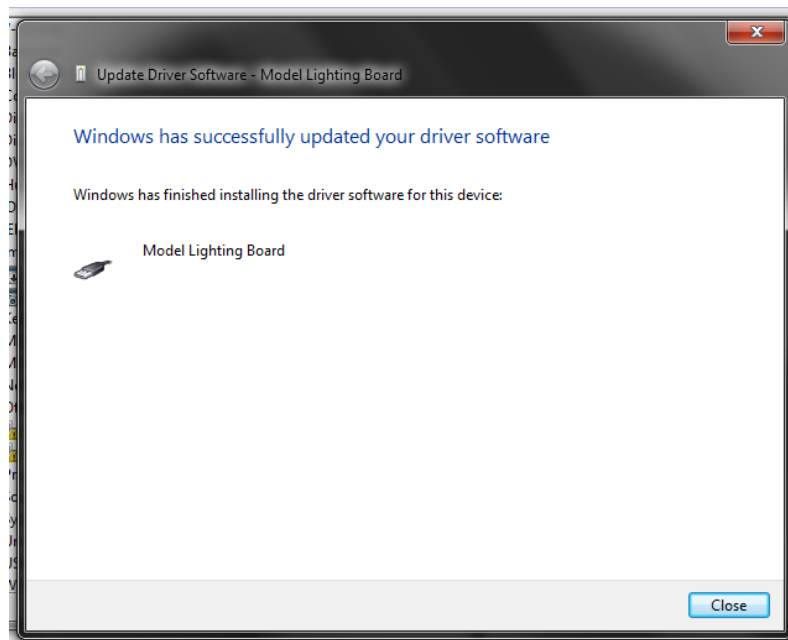 Update Driver Software - Model Lighting Board
Windows has successfully updated your driver software
Windows has finished installing the driver software for this device:
Model Lighting Board
Close